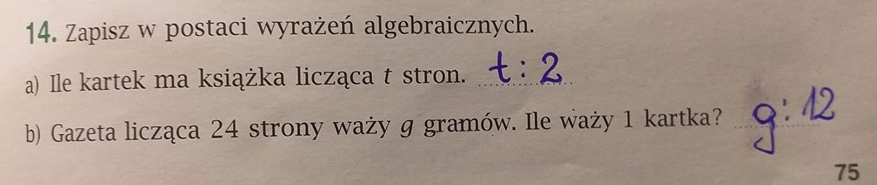 14. Zapisz w postaci wyrażeń algebraicznych.
a) Ile kartek ma książka licząca t stron. t : 2
b) Gazeta licząca 24 strony waży g gramów. Ile waży 1 kartka? g : 12
75